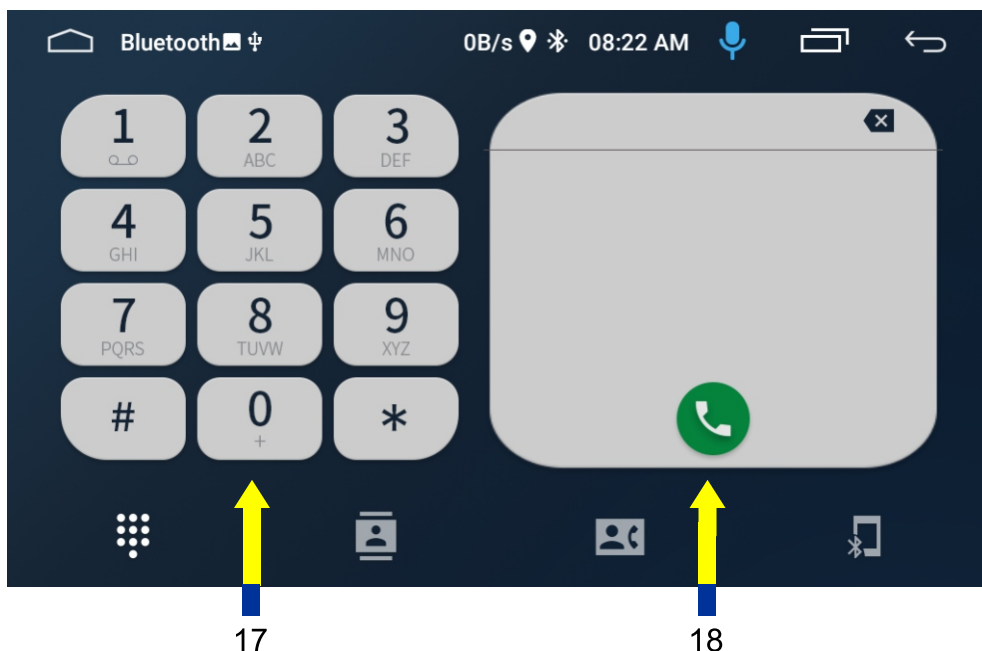 Bluetooth 0B/s 08:22 AM
1 2 ABC 3 DEF
4 GHI 5 JKL 6 MNO
7 PQRS 8 TUVW 9 XYZ
# 0 + *
17 18